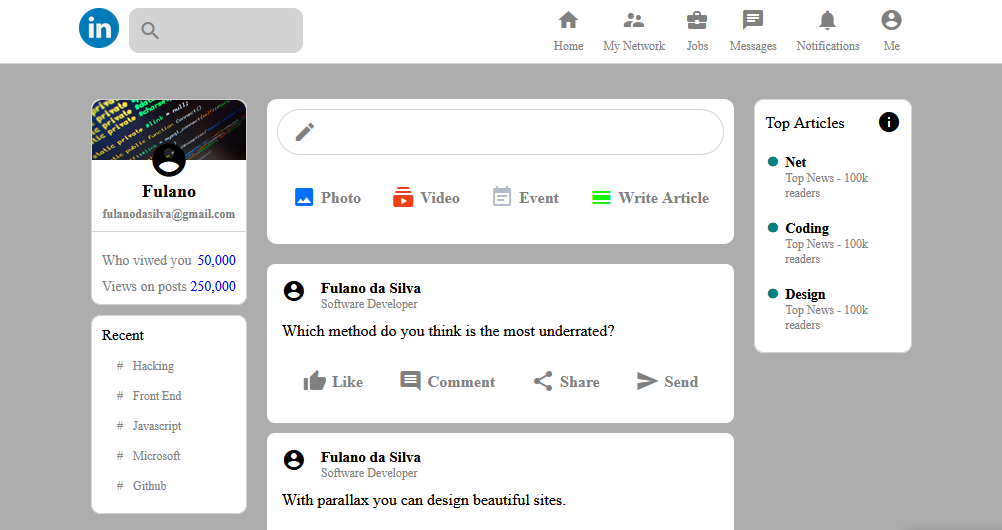 in
Home
My Network
Jobs
Messages
Notifications
Me
Fulano
fulanodasilva@gmail.com
Who viwed you 50,000
Views on posts 250,000
Recent
# Hacking
# Front End
# Javascript
# Microsoft
# Github
Photo
Video
Event
Write Article
Fulano da Silva
Software Developer
Which method do you think is the most underrated?
Like
Comment
Share
Send
Fulano da Silva
Software Developer
With parallax you can design beautiful sites.
Top Articles
Net
Top News - 100k
readers
Coding
Top News - 100k
readers
Design
Top News - 100k
readers